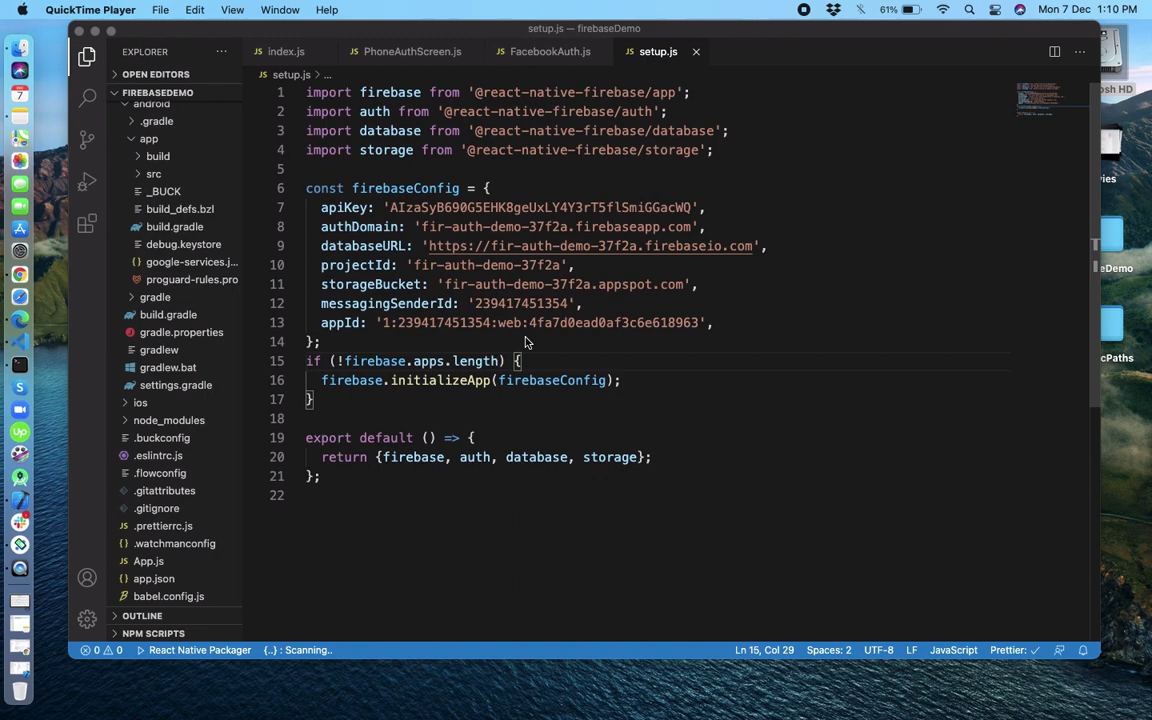 QuickTime Player File Edit View Window Help 61% Mon 7 Dec 1:10 PM
setup.js — firebaseDemo
EXPLORER
index.js PhoneAuthScreen.js FacebookAuth.js setup.js
OPEN EDITORS
setup.js > ...
FIREBASEDEMO
android
.gradle
app
build
src
_BUCK
build_defs.bzl
build.gradle
debug.keystore
google-services.j...
proguard-rules.pro
gradle
build.gradle
gradle.properties
gradlew
gradlew.bat
settings.gradle
ios
node_modules
.buckconfig
.eslintrc.js
.flowconfig
.gitattributes
.gitignore
.prettierrc.js
.watchmanconfig
App.js
app.json
babel.config.js
OUTLINE
NPM SCRIPTS
1 import firebase from '@react-native-firebase/app';
2 import auth from '@react-native-firebase/auth';
3 import database from '@react-native-firebase/database';
4 import storage from '@react-native-firebase/storage';
5
6 const firebaseConfig = {
7 apiKey: 'AIzaSyB690G5EHK8geUxLY4Y3rT5flSmiGGacWQ',
8 authDomain: 'fir-auth-demo-37f2a.firebaseapp.com',
9 databaseURL: 'https://fir-auth-demo-37f2a.firebaseio.com',
10 projectId: 'fir-auth-demo-37f2a',
11 storageBucket: 'fir-auth-demo-37f2a.appspot.com',
12 messagingSenderId: '239417451354',
13 appId: '1:239417451354:web:4fa7d0ead0af3c6e618963',
14 };
15 if (!firebase.apps.length) {
16 firebase.initializeApp(firebaseConfig);
17 }
18
19 export default () => {
20 return {firebase, auth, database, storage};
21 };
22
0 0 React Native Packager {..} : Scanning.. Ln 15, Col 29 Spaces: 2 UTF-8 LF JavaScript Prettier: ✓
osh HD
vies
eDemo
cPaths